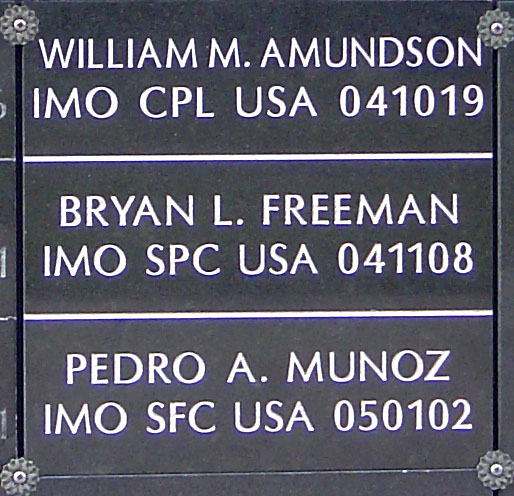 WILLIAM M. AMUNDSON
IMO CPL USA 041019
BRYAN L. FREEMAN
IMO SPC USA 041108
PEDRO A. MUNOZ
IMO SFC USA 050102